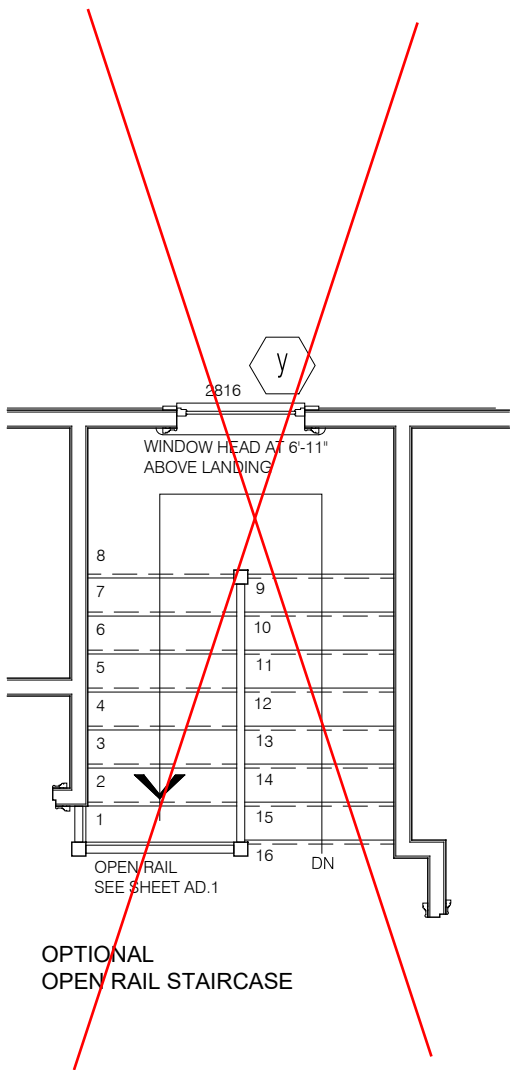 y
2816
WINDOW HEAD AT 6'-11"
ABOVE LANDING
8
7
9
6
10
5
11
4
12
3
13
2
14
1
15
16
OPEN RAIL
SEE SHEET AD.1
DN
OPTIONAL
OPEN RAIL STAIRCASE